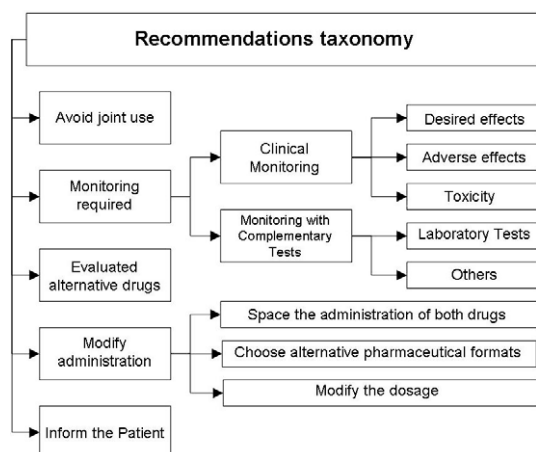 Recommendations taxonomy
Avoid joint use
Monitoring
required
Clinical
Monitoring
Desired effects
Adverse effects
Toxicity
Monitoring with
Complementary
Tests
Laboratory Tests
Others
Evaluated
alternative drugs
Modify
administration
Space the administration of both drugs
Choose alternative pharmaceutical formats
Modify the dosage
Inform the Patient